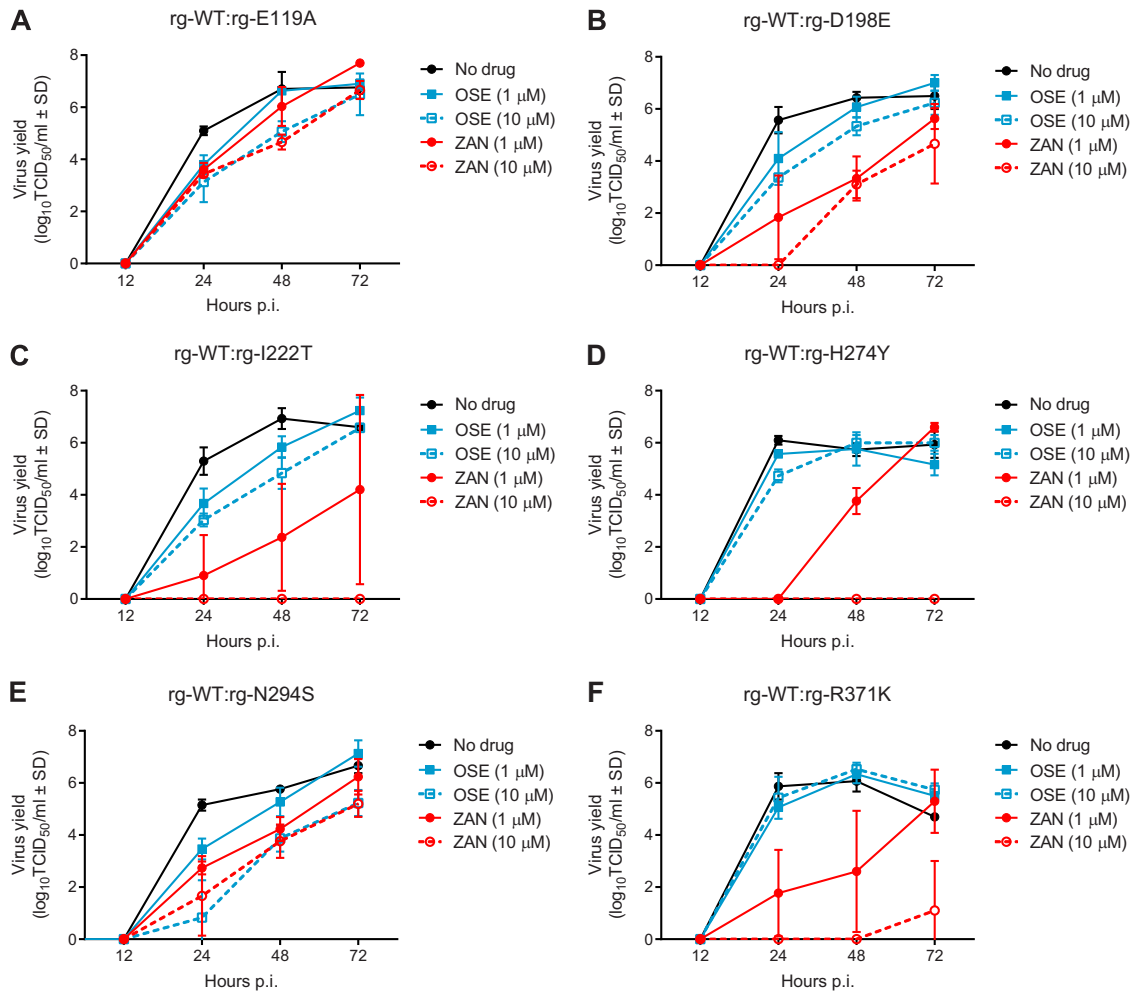 A
rg-WT:rg-E119A
Virus yield
(log10TCID50/ml ± SD)
8
6
4
2
0
12 24 48 72
Hours p.i.
No drug
OSE (1 µM)
OSE (10 µM)
ZAN (1 µM)
ZAN (10 µM)
B
rg-WT:rg-D198E
Virus yield
(log10TCID50/ml ± SD)
8
6
4
2
0
12 24 48 72
Hours p.i.
No drug
OSE (1 µM)
OSE (10 µM)
ZAN (1 µM)
ZAN (10 µM)
C
rg-WT:rg-I222T
Virus yield
(log10TCID50/ml ± SD)
8
6
4
2
0
12 24 48 72
Hours p.i.
No drug
OSE (1 µM)
OSE (10 µM)
ZAN (1 µM)
ZAN (10 µM)
D
rg-WT:rg-H274Y
Virus yield
(log10TCID50/ml ± SD)
8
6
4
2
0
12 24 48 72
Hours p.i.
No drug
OSE (1 µM)
OSE (10 µM)
ZAN (1 µM)
ZAN (10 µM)
E
rg-WT:rg-N294S
Virus yield
(log10TCID50/ml ± SD)
8
6
4
2
0
12 24 48 72
Hours p.i.
No drug
OSE (1 µM)
OSE (10 µM)
ZAN (1 µM)
ZAN (10 µM)
F
rg-WT:rg-R371K
Virus yield
(log10TCID50/ml ± SD)
8
6
4
2
0
12 24 48 72
Hours p.i.
No drug
OSE (1 µM)
OSE (10 µM)
ZAN (1 µM)
ZAN (10 µM)